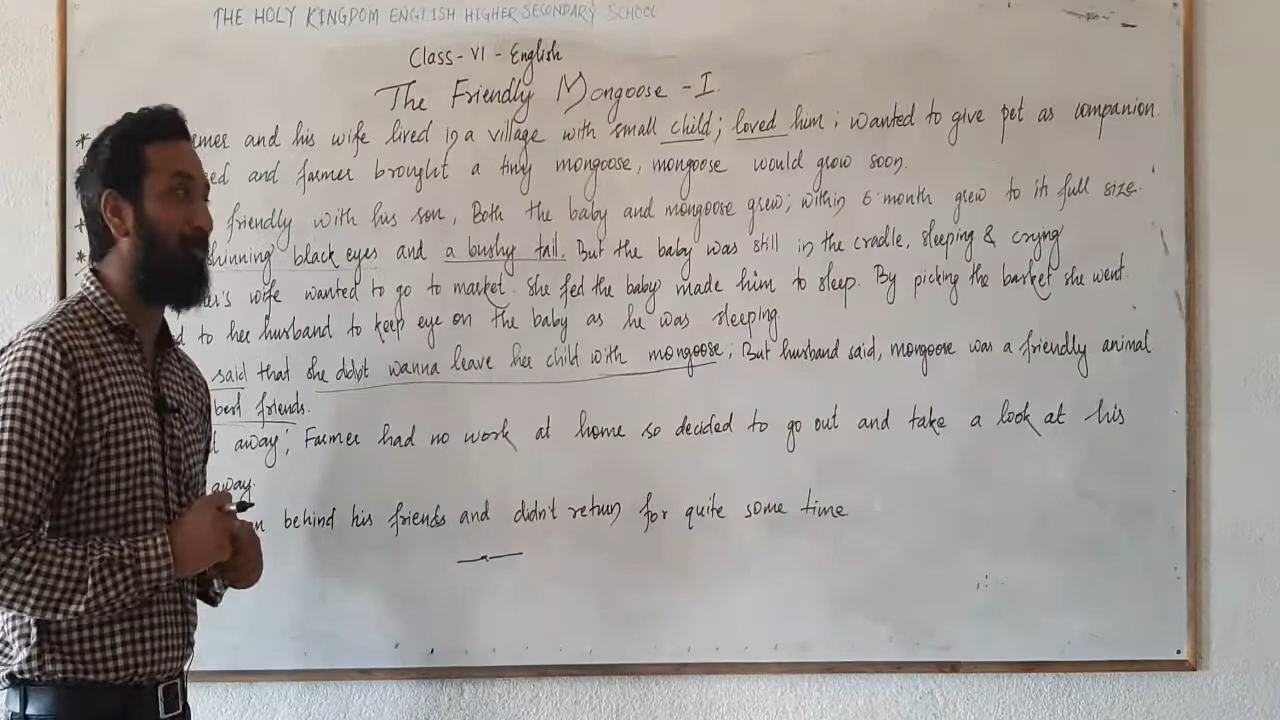 THE HOLY KINGDOM ENGLISH HIGHER SECONDARY SCHOOL
Class - VI - English
The Friendly Mongoose - I
* and his wife lived in a village with small child; loved him; wanted to give pet as companion.
and farmer brought a tiny mongoose, mongoose would grow soon.
friendly with his son, Both the baby and mongoose grew; within 6 month grew to its full size.
* shinning black eyes and a bushy tail. But the baby was still in the cradle, sleeping & crying
wife wanted to go to market. She fed the baby made him to sleep. By picking the basket she went.
to her husband to keep eye on the baby as he was sleeping.
said that she didn't wanna leave her child with mongoose; But husband said, mongoose was a friendly animal
best friends.
away; Farmer had no work at home so decided to go out and take a look at his
away.
behind his friends and didn't return for quite some time